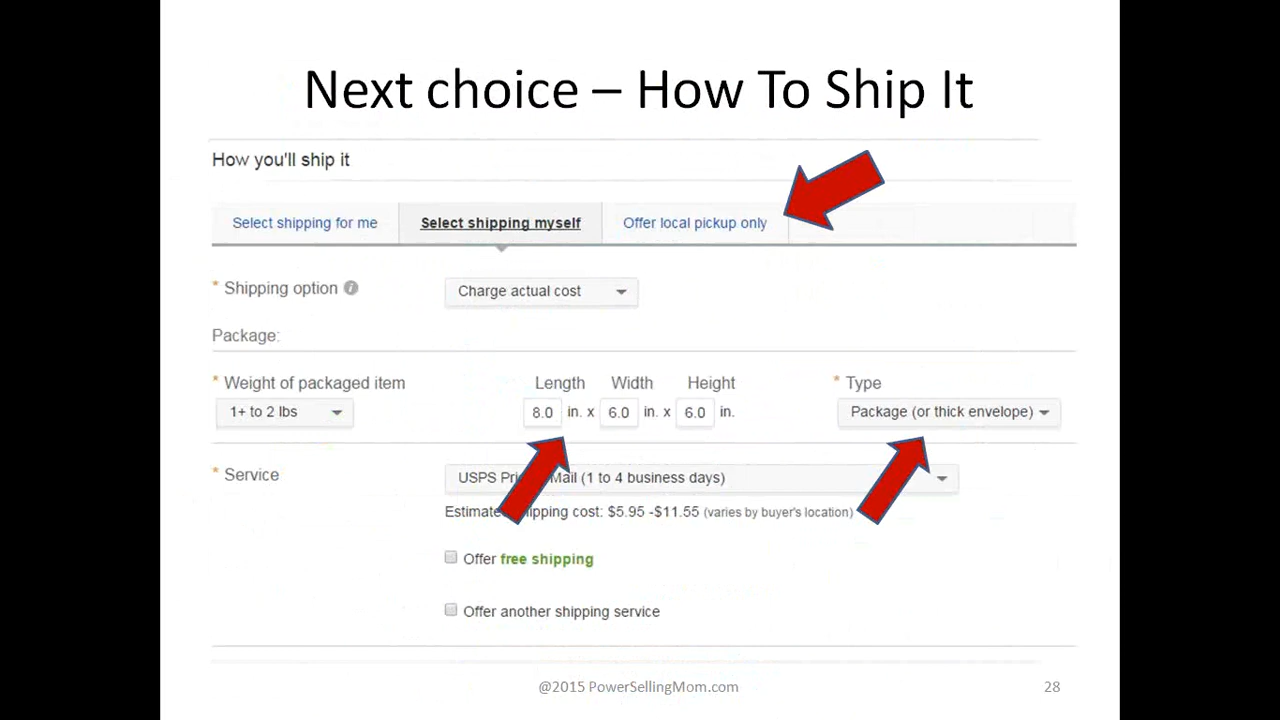 Next choice – How To Ship It
How you'll ship it
Select shipping for me Select shipping myself Offer local pickup only
* Shipping option i Charge actual cost
Package:
* Weight of packaged item Length Width Height * Type
1+ to 2 lbs 8.0 in. x 6.0 in. x 6.0 in. Package (or thick envelope)
* Service USPS Mail (1 to 4 business days)
shipping cost: $5.95 -$11.55 (varies by buyer's location)
Offer free shipping
Offer another shipping service
@2015 PowerSellingMom.com 28